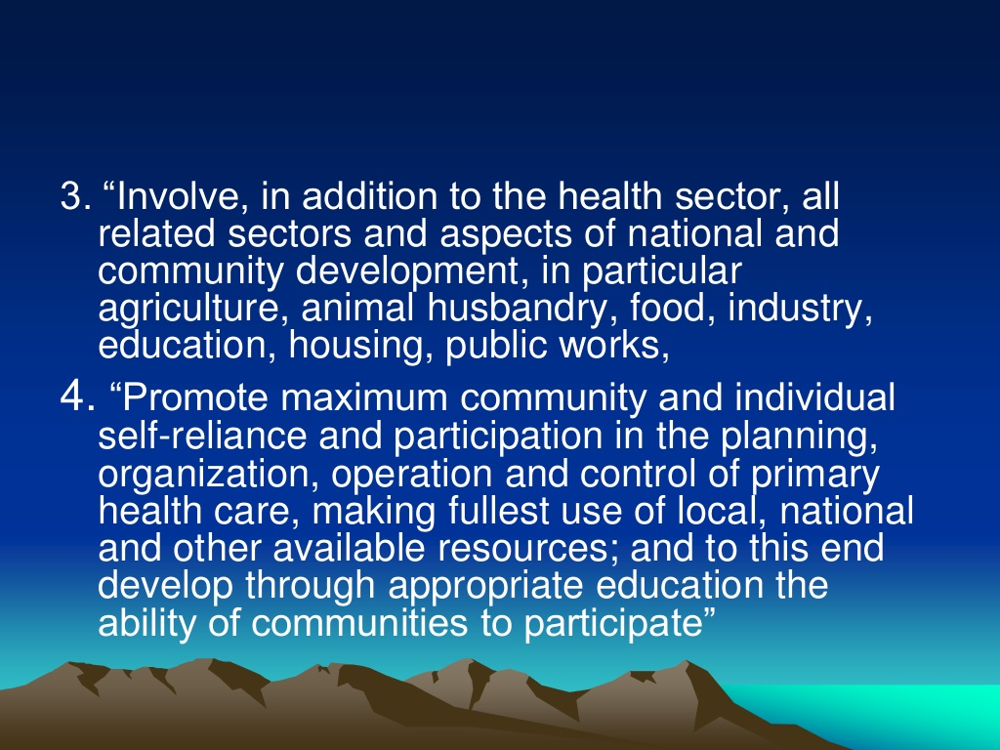 3. “Involve, in addition to the health sector, all
related sectors and aspects of national and
community development, in particular
agriculture, animal husbandry, food, industry,
education, housing, public works,
4. “Promote maximum community and individual
self-reliance and participation in the planning,
organization, operation and control of primary
health care, making fullest use of local, national
and other available resources; and to this end
develop through appropriate education the
ability of communities to participate”